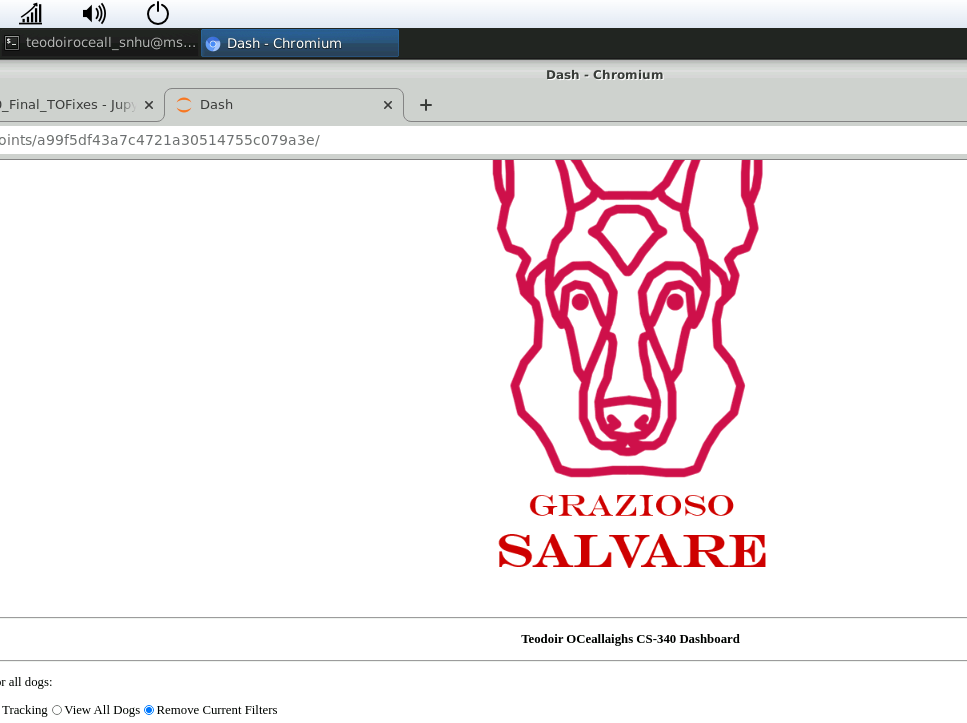 teodoiroceall_snhu@ms... Dash - Chromium
Dash - Chromium
_Final_TOFixes - Jupy Dash
oints/a99f5df43a7c4721a30514755c079a3e/
GRAZIOSO
SALVARE
Teodoir OCeallaighs CS-340 Dashboard
or all dogs:
Tracking View All Dogs Remove Current Filters